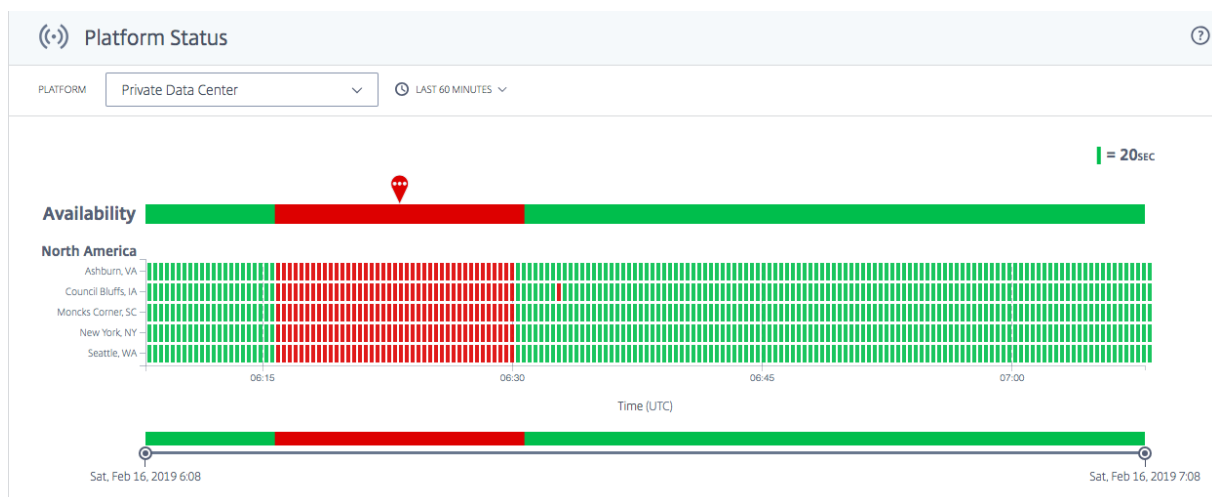 Platform Status
?
PLATFORM Private Data Center LAST 60 MINUTES
= 20SEC
Availability
North America
Ashburn, VA
Council Bluffs, IA
Moncks Corner, SC
New York, NY
Seattle, WA
06:15 06:30 06:45 07:00
Time (UTC)
Sat, Feb 16, 2019 6:08 Sat, Feb 16, 2019 7:08